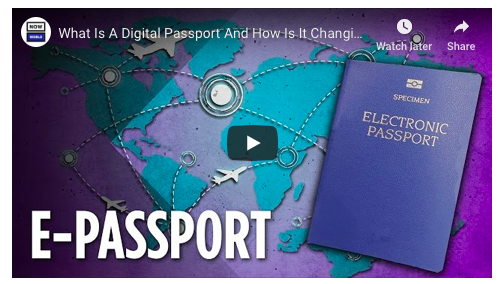 NOW
WORLD
What Is A Digital Passport And How Is It Changi...
Watch later
Share
SPECIMEN
ELECTRONIC
PASSPORT
E-PASSPORT